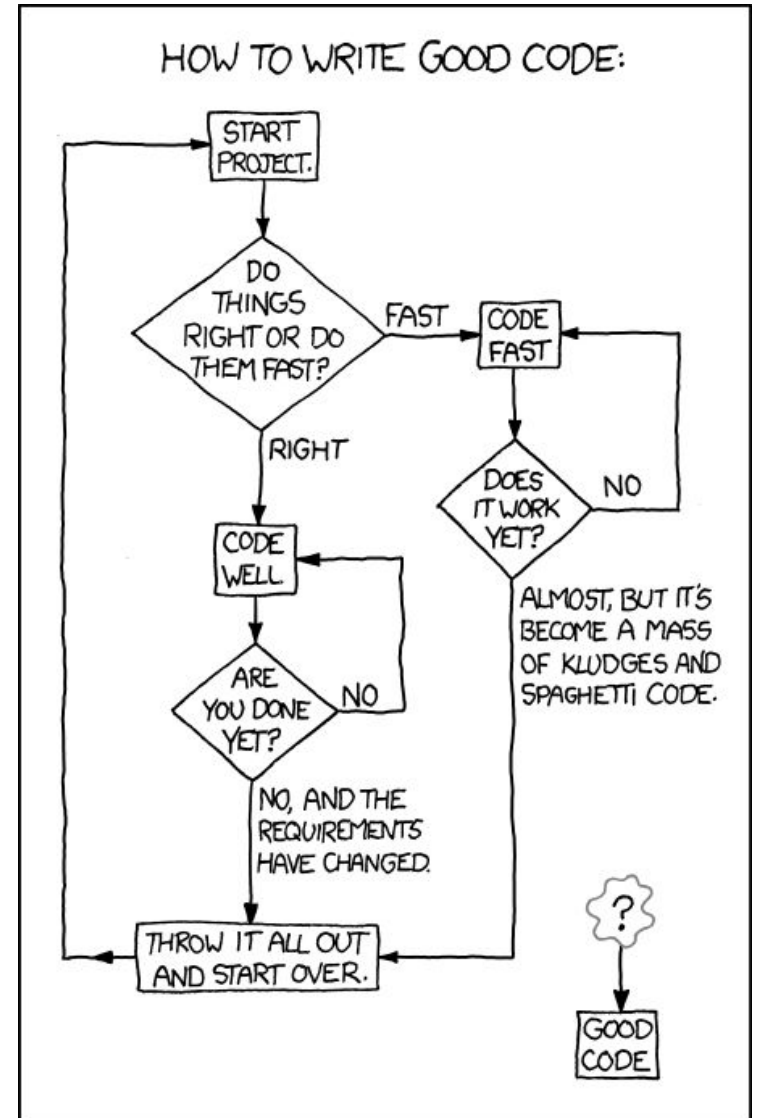 HOW TO WRITE GOOD CODE:
START
PROJECT.
DO
THINGS
RIGHT OR DO
THEM FAST?
FAST
CODE
FAST
RIGHT
DOES
IT WORK
YET?
NO
CODE
WELL
ALMOST, BUT IT'S
BECOME A MASS
OF KLUDGES AND
SPAGHETTI CODE.
ARE
YOU DONE
YET?
NO
NO, AND THE
REQUIREMENTS
HAVE CHANGED.
THROW IT ALL OUT
AND START OVER.
?
GOOD
CODE